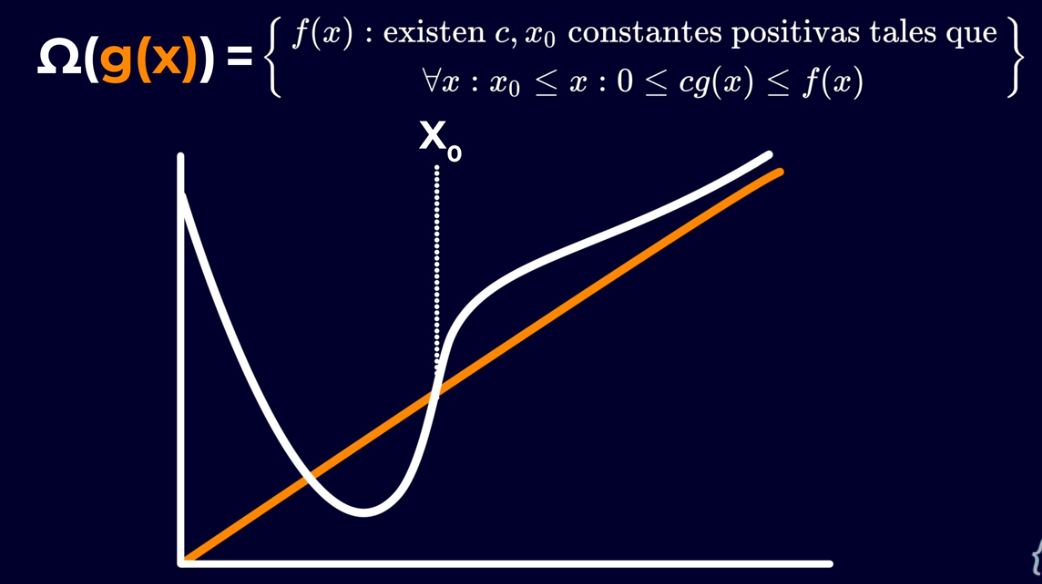 Ω(g(x)) = { f(x) : existen c, x₀ constantes positivas tales que
∀x : x₀ ≤ x : 0 ≤ cg(x) ≤ f(x) }
X₀
{